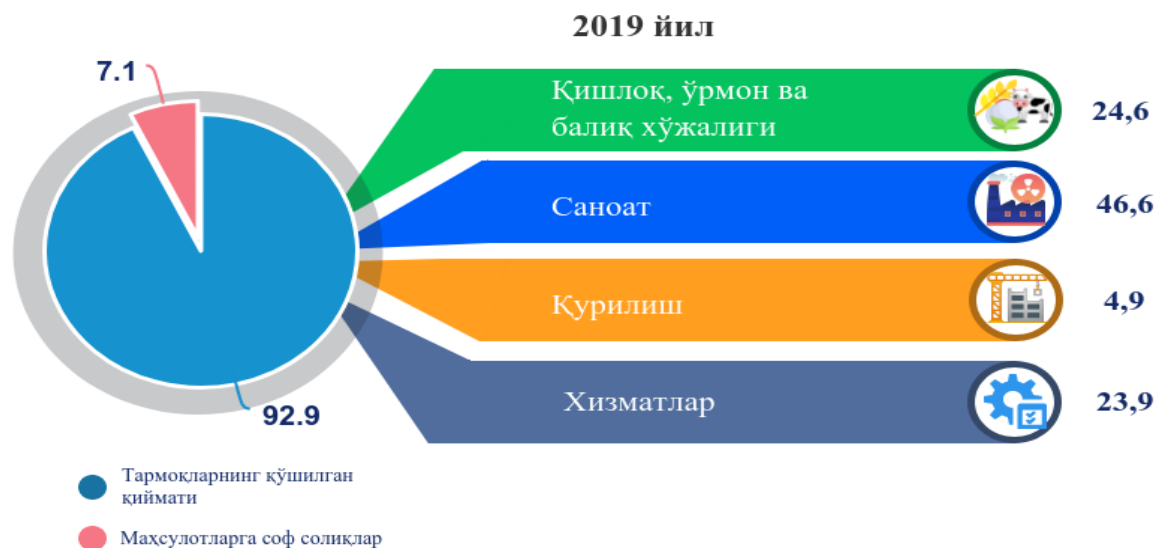 2019 йил
7.1
Қишлоқ, ўрмон ва
балиқ хўжалиги
24,6
Саноат
46,6
Қурилиш
4,9
Хизматлар
23,9
92.9
Тармоқларнинг қўшилган
қиймати
Маҳсулотларга соф солиқлар